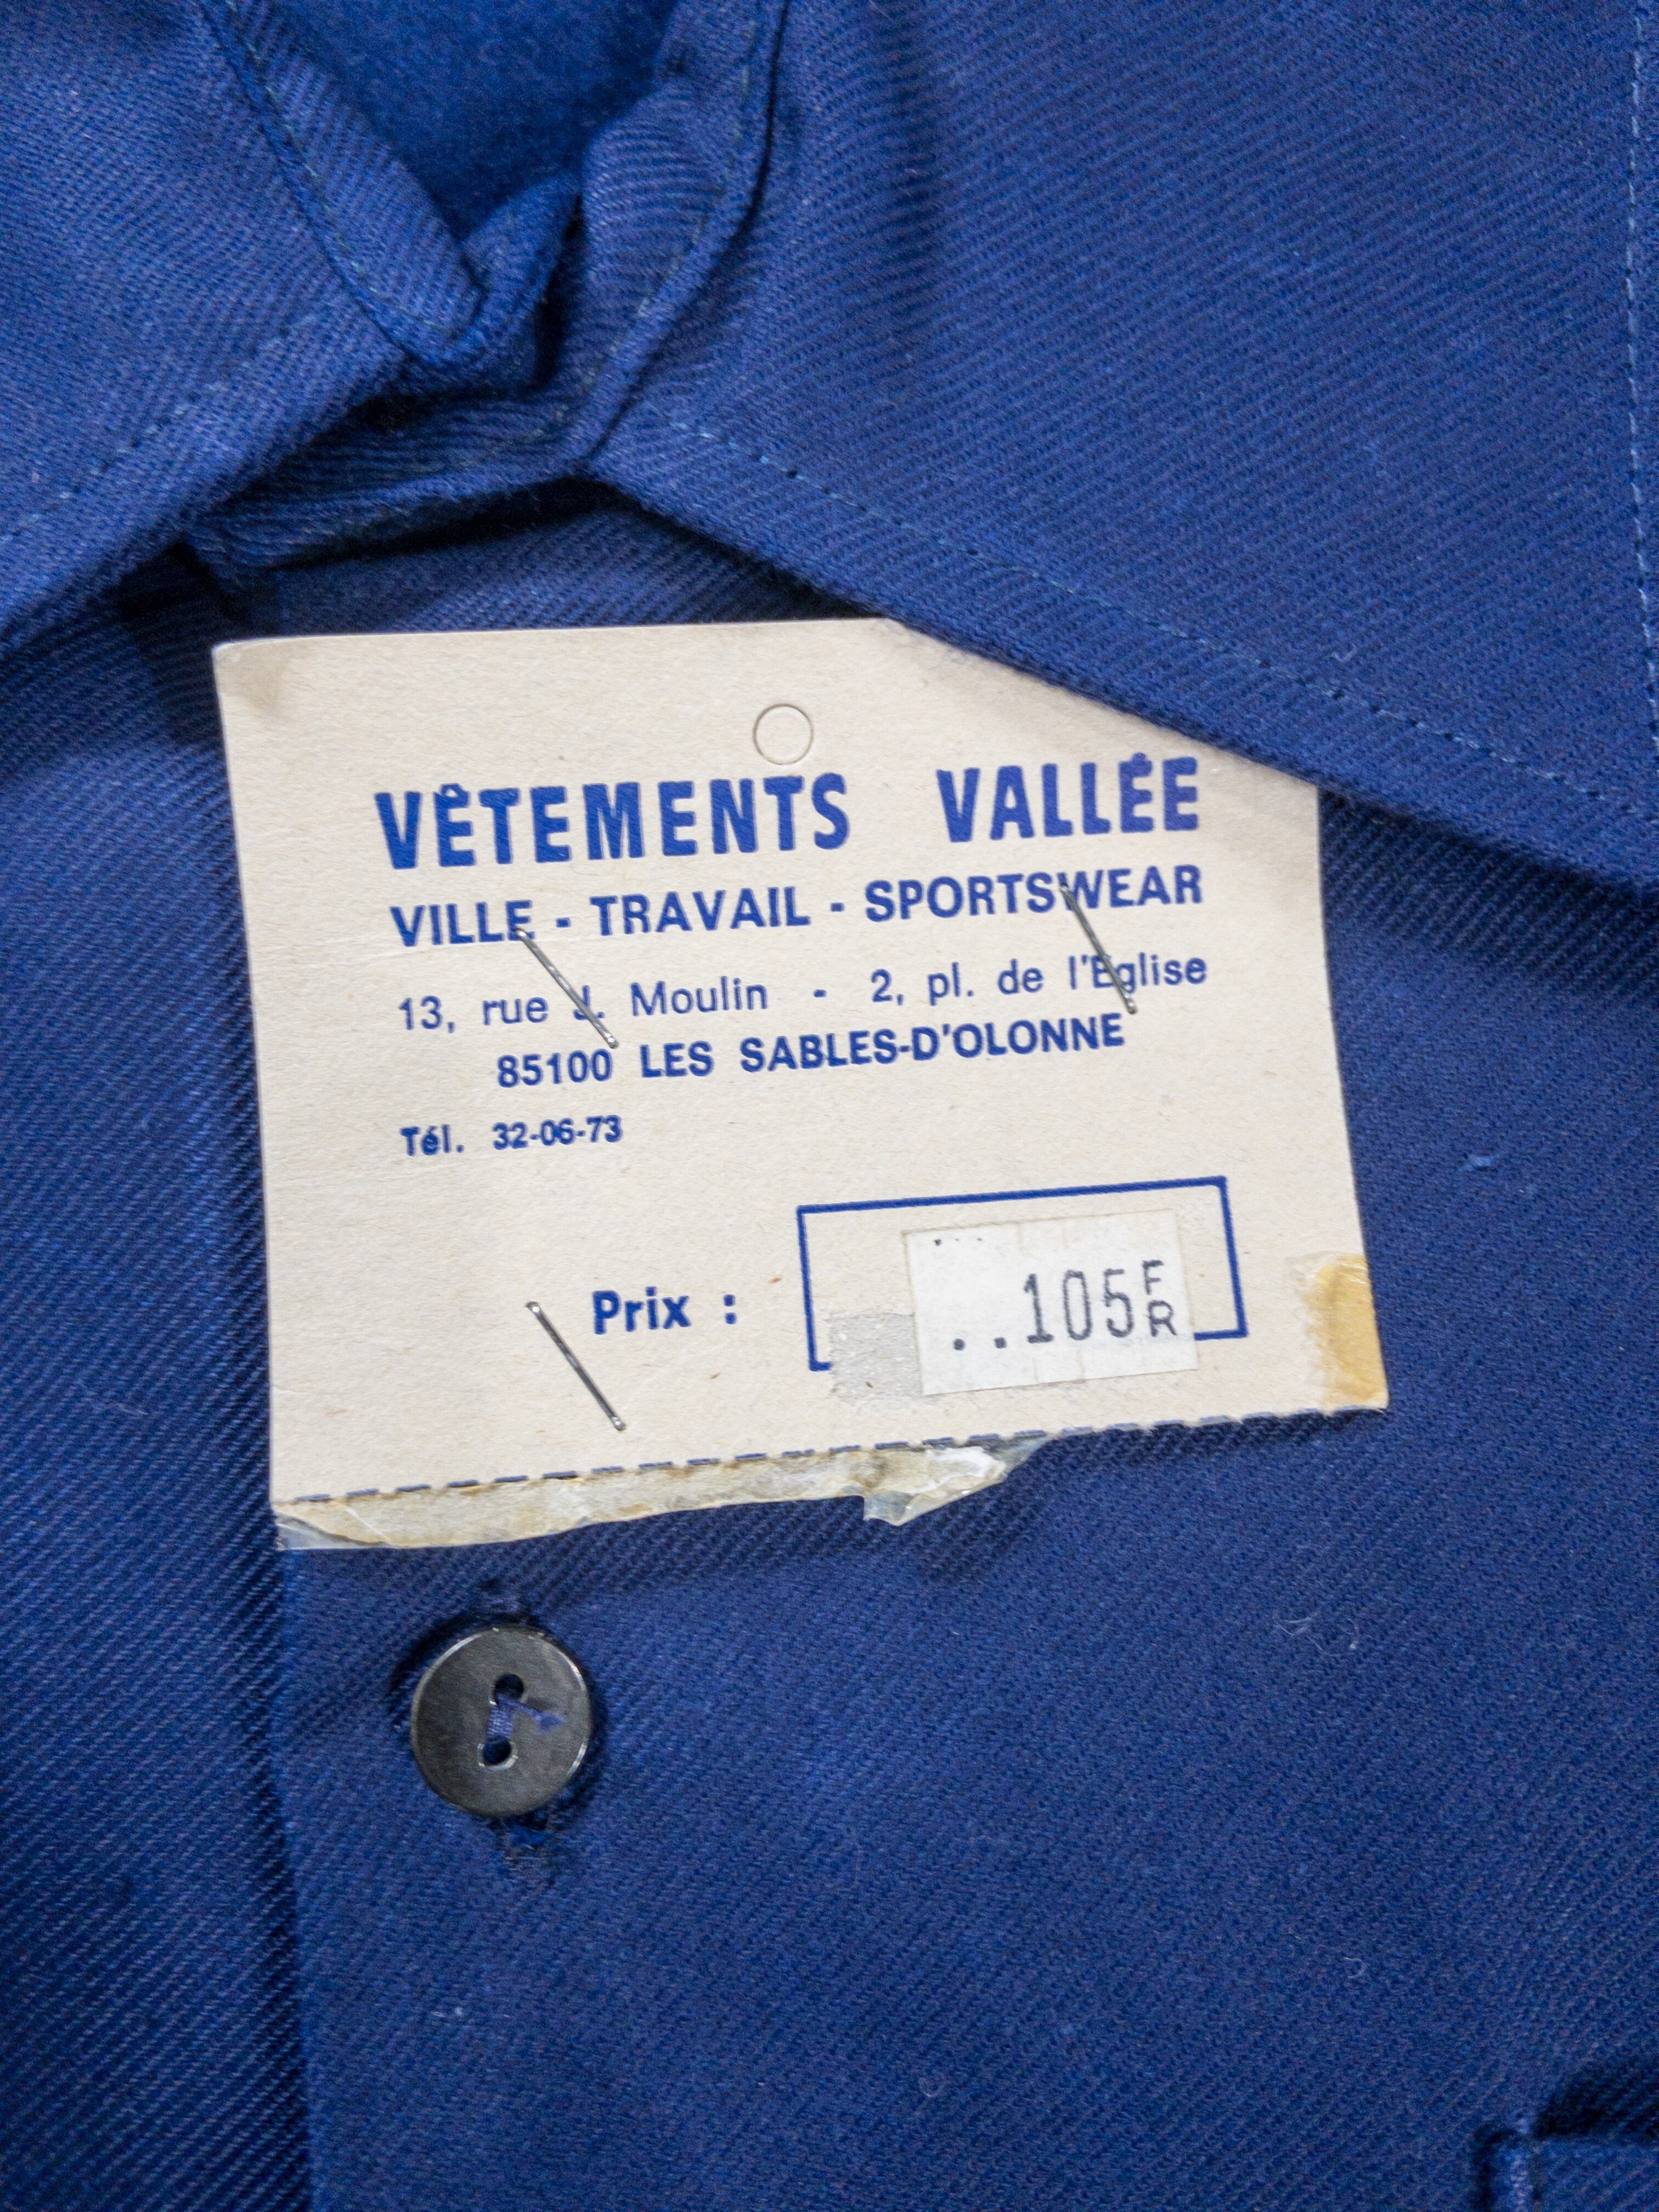 VÊTEMENTS VALLÉE
VILLE - TRAVAIL - SPORTSWEAR
13, rue J. Moulin - 2, pl. de l'Eglise
85100 LES SABLES-D'OLONNE
Tél. 32-06-73
Prix : ..105FR